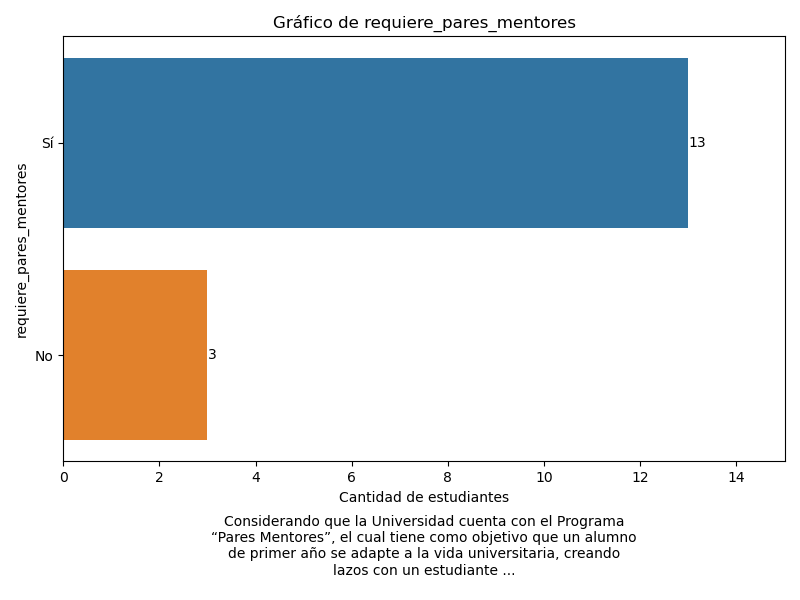 Gráfico de requiere_pares_mentores
requiere_pares_mentores
Sí
13
No
3
0 2 4 6 8 10 12 14
Cantidad de estudiantes
Considerando que la Universidad cuenta con el Programa
“Pares Mentores”, el cual tiene como objetivo que un alumno
de primer año se adapte a la vida universitaria, creando
lazos con un estudiante ...